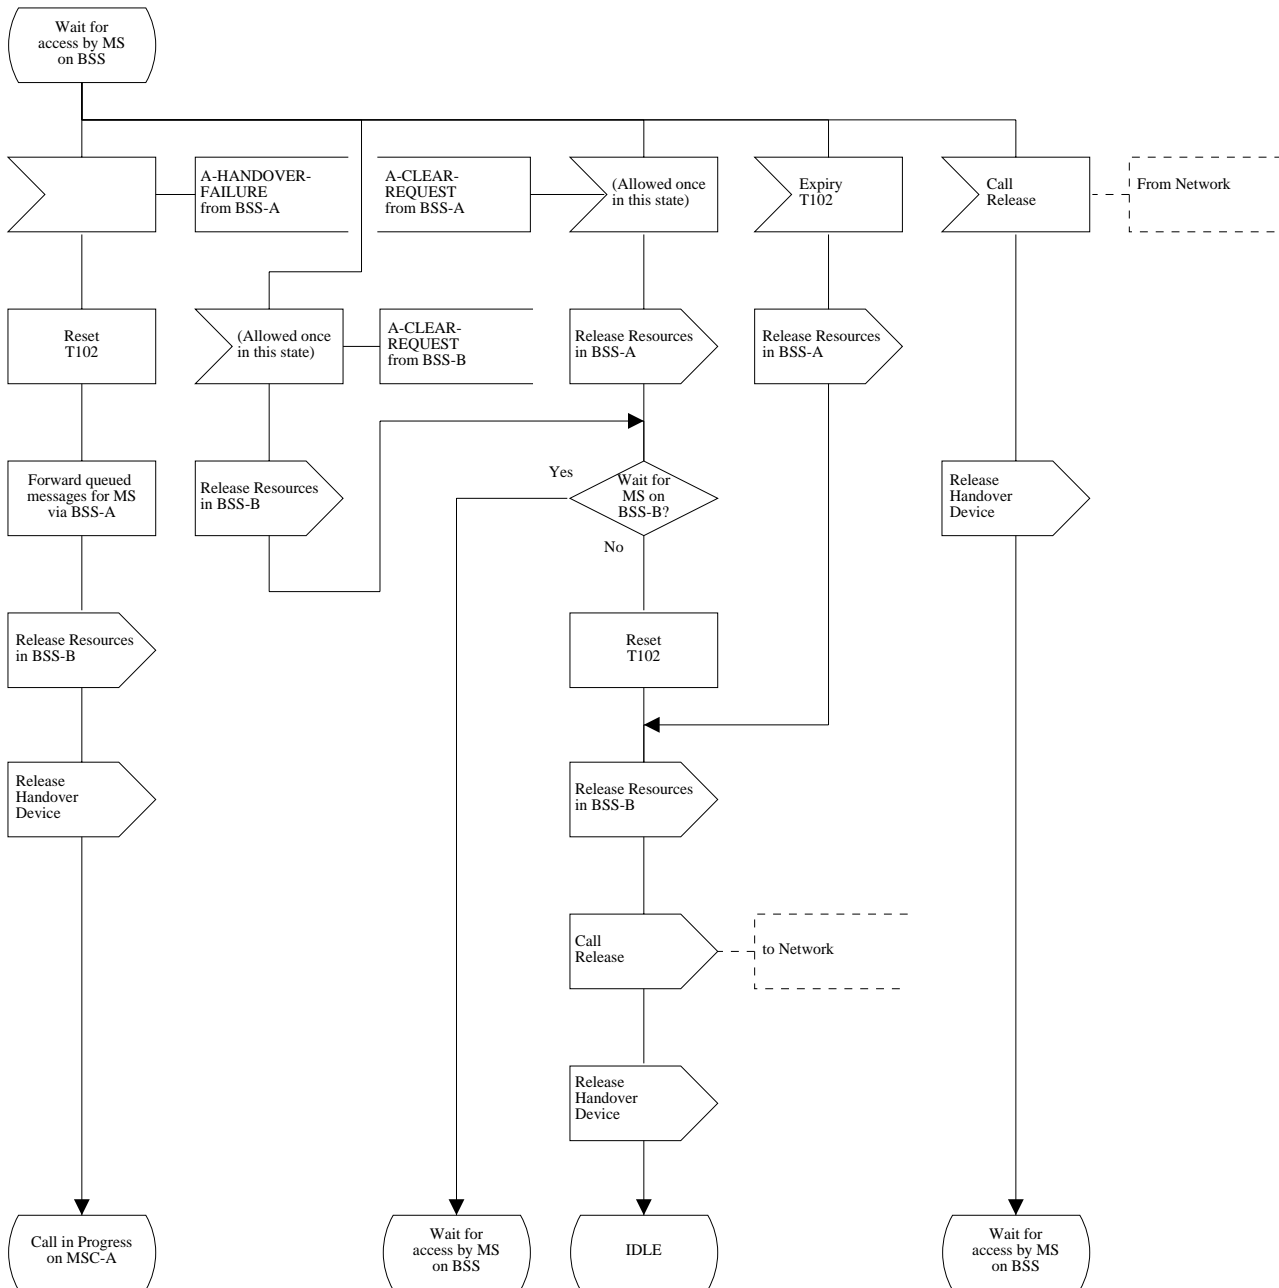 Wait for
access by MS
on BSS
A-HANDOVER-
FAILURE
from BSS-A
A-CLEAR-
REQUEST
from BSS-A
(Allowed once
in this state)
Expiry
T102
Call
Release
From Network
Reset
T102
(Allowed once
in this state)
A-CLEAR-
REQUEST
from BSS-B
Release Resources
in BSS-A
Release Resources
in BSS-A
Forward queued
messages for MS
via BSS-A
Release Resources
in BSS-B
Yes
Wait for
MS on
BSS-B?
No
Release
Handover
Device
Release Resources
in BSS-B
Reset
T102
Release
Handover
Device
Release Resources
in BSS-B
Call
Release
to Network
Release
Handover
Device
Call in Progress
on MSC-A
Wait for
access by MS
on BSS
IDLE
Wait for
access by MS
on BSS